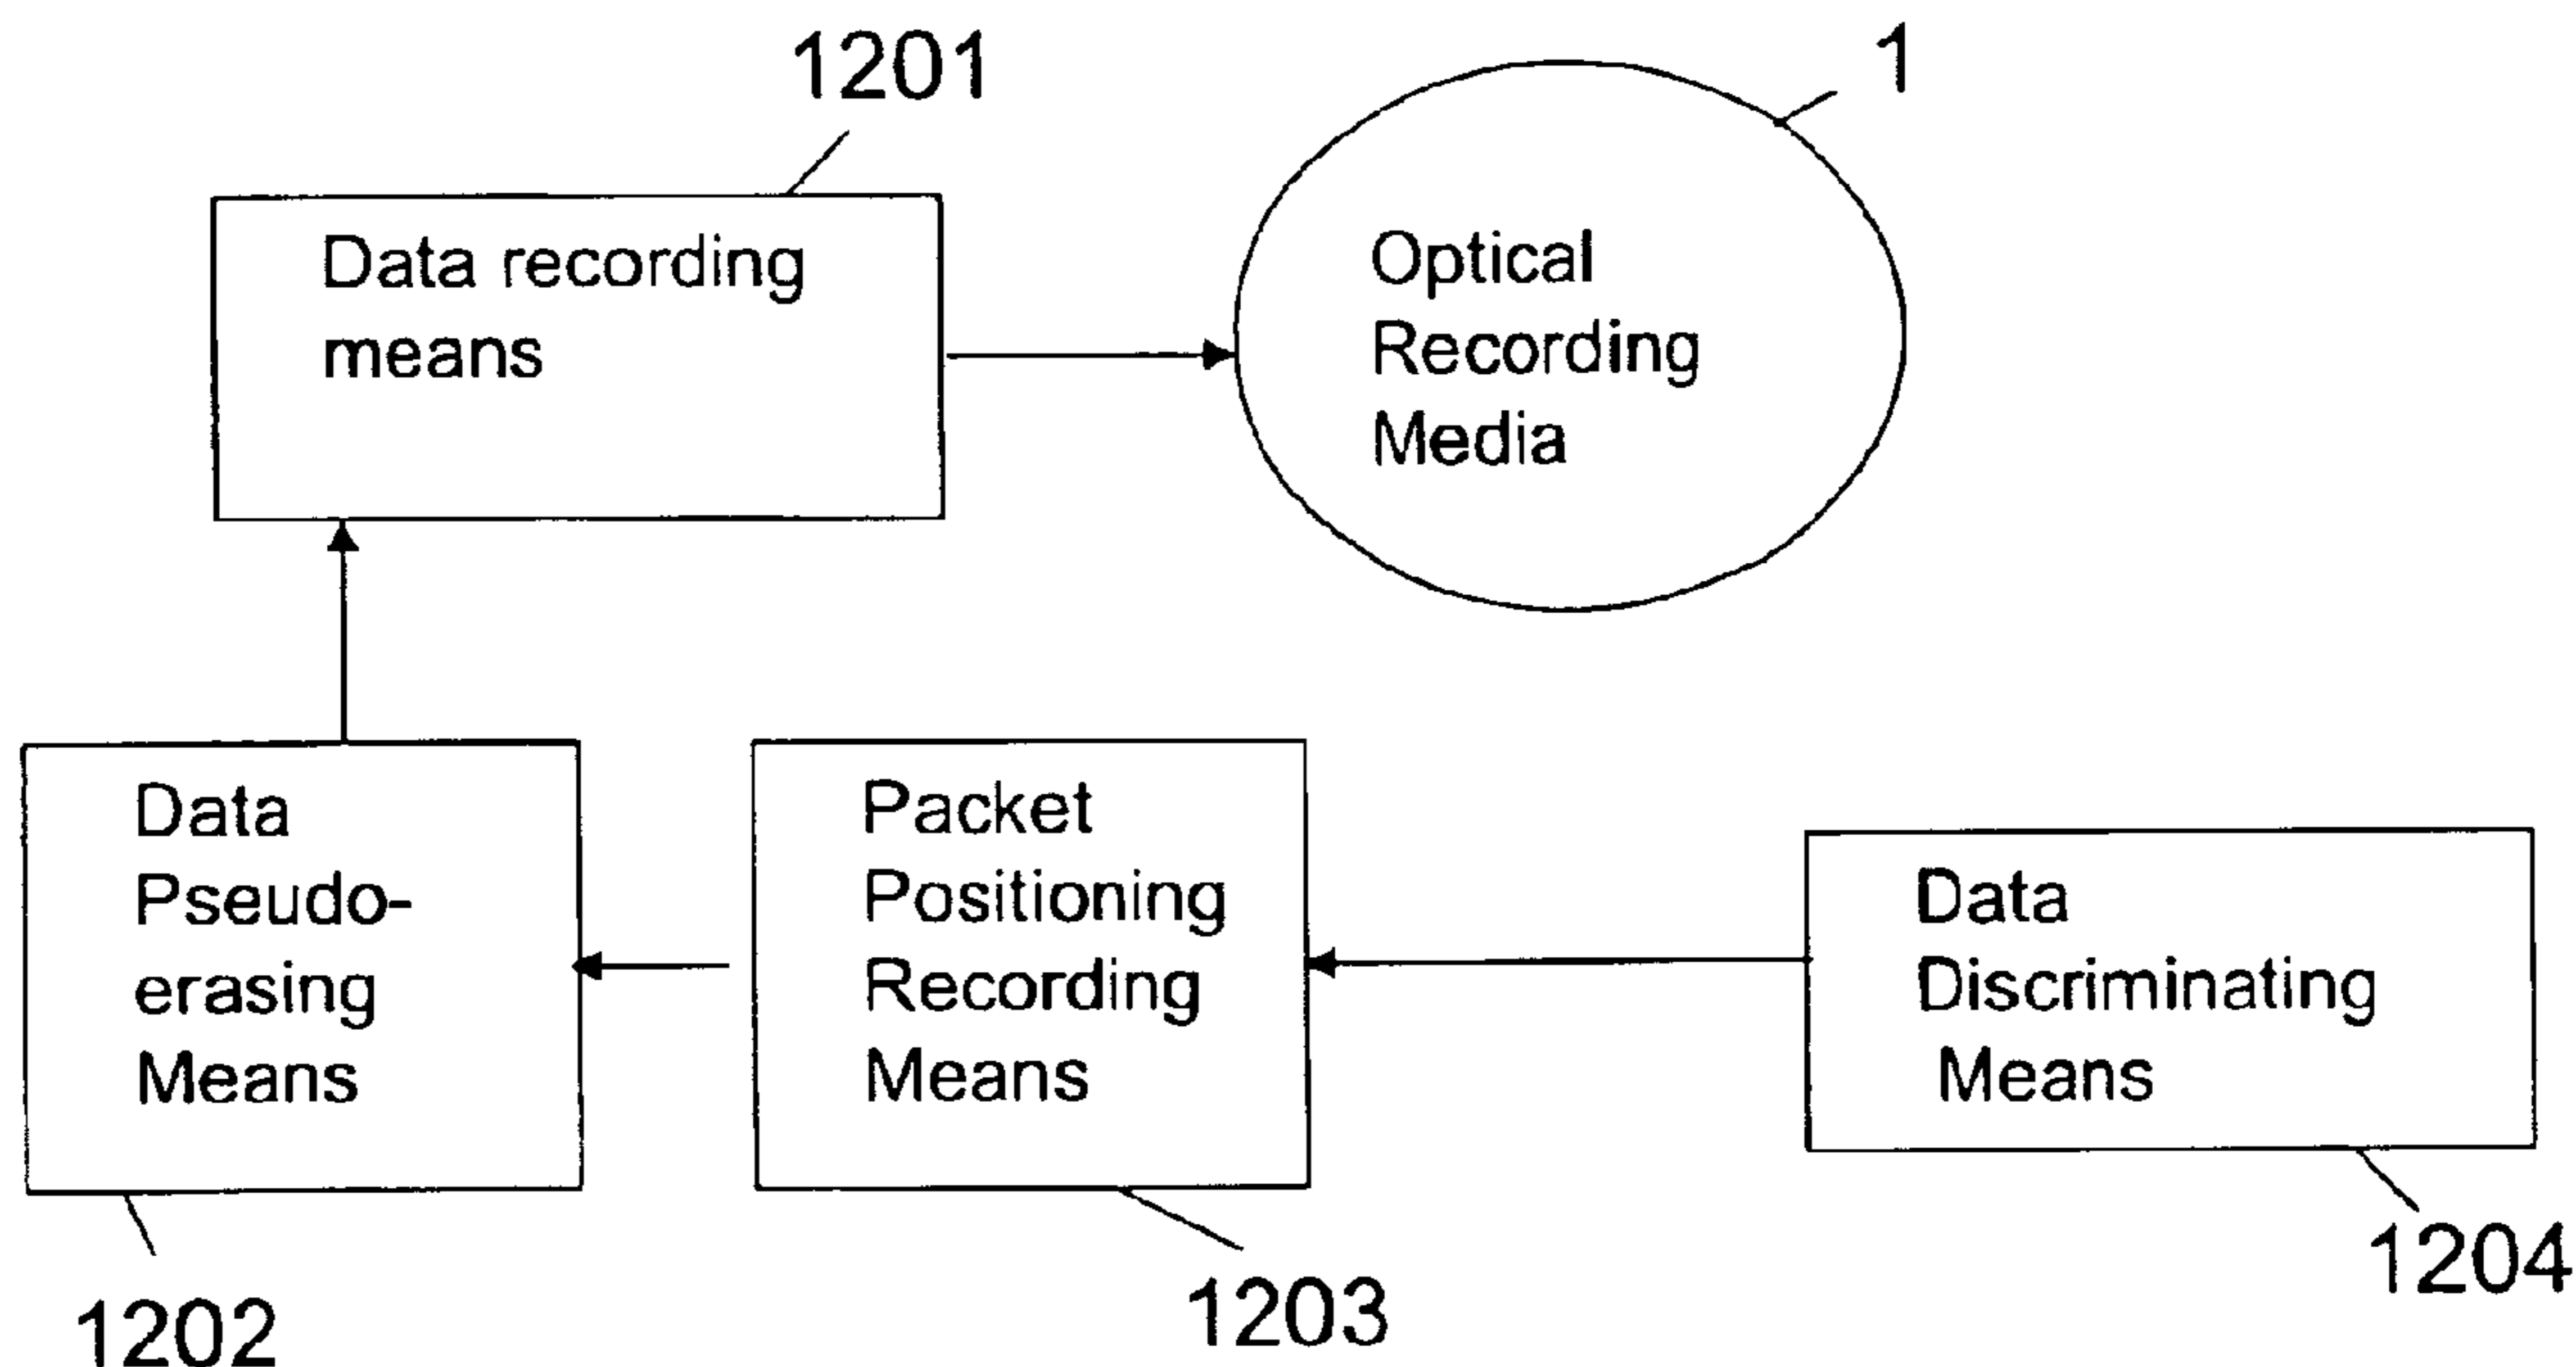 1201
1
Data recording
means
Optical
Recording
Media
Data
Pseudo-
erasing
Means
Packet
Positioning
Recording
Means
Data
Discriminating
Means
1202
1203
1204